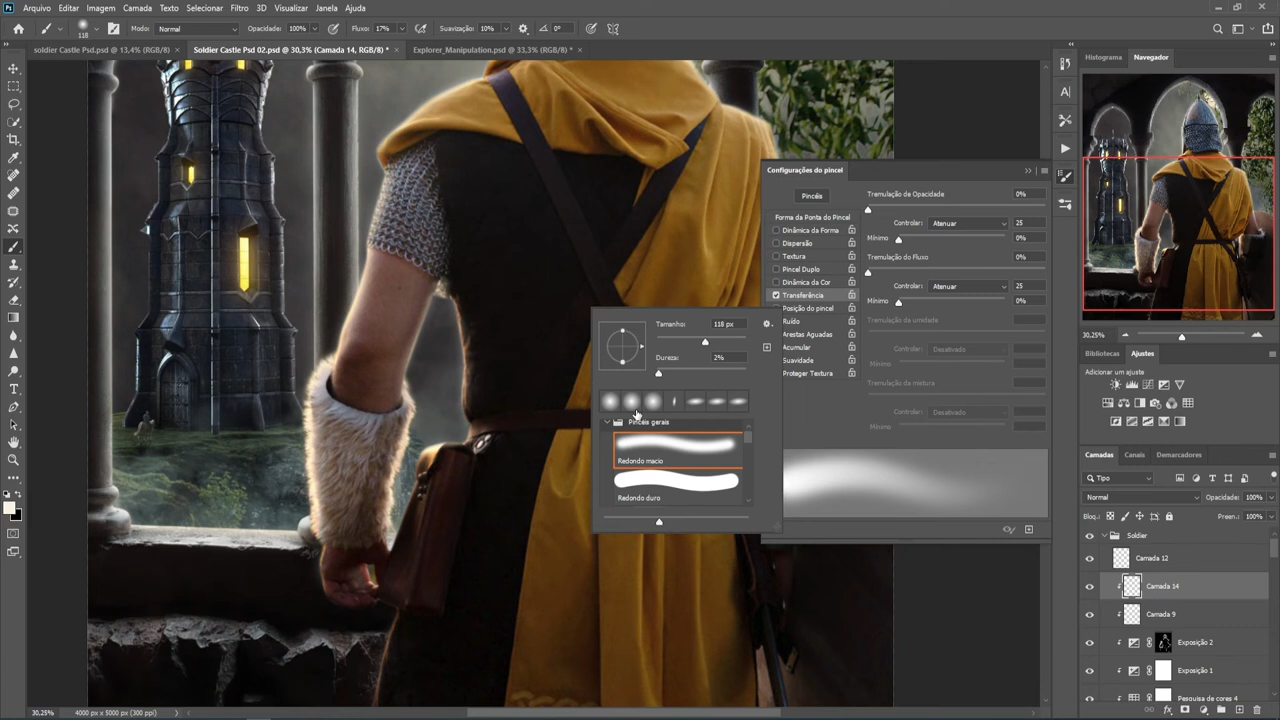 Ps Arquivo Editar Imagem Camada Texto Selecionar Filtro 3D Visualizar Janela Ajuda
118 Modo: Normal Opacidade: 100% Fluxo: 17% Suavização: 10% 0°
soldier Castle Psd.psd @ 13,4% (RGB/8) × Soldier Castle Psd 02.psd @ 30,3% (Camada 14, RGB/8) * × Explorer_Manipulation.psd @ 33,3% (RGB/8) * ×
Histograma Navegador
30,25%
Bibliotecas Ajustes
Adicionar um ajuste
Configurações do pincel
Pincéis
Forma da Ponta do Pincel
Dinâmica da Forma
Dispersão
Textura
Pincel Duplo
Dinâmica da Cor
Transferência
Posição do pincel
Ruído
Arestas Aguadas
Acumular
Suavidade
Proteger Textura
Tremulação de Opacidade 0%
Controlar: Atenuar 25
Mínimo 0%
Tremulação do Fluxo 0%
Controlar: Atenuar 25
Mínimo 0%
Tremulação da umidade
Controlar: Desativado
Mínimo
Tremulação da mistura
Controlar: Desativado
Mínimo
Tamanho: 118 px
Dureza: 2%
Pincéis gerais
Redondo macio
Redondo duro
Camadas Canais Demarcadores
Tipo
Normal Opacidade: 100%
Bloq.: Preen.: 100%
Soldier
Camada 12
Camada 14
Camada 9
Exposição 2
Exposição 1
Pesquisa de cores 4
fx
30.25% 4000 px x 5000 px (300 ppi)